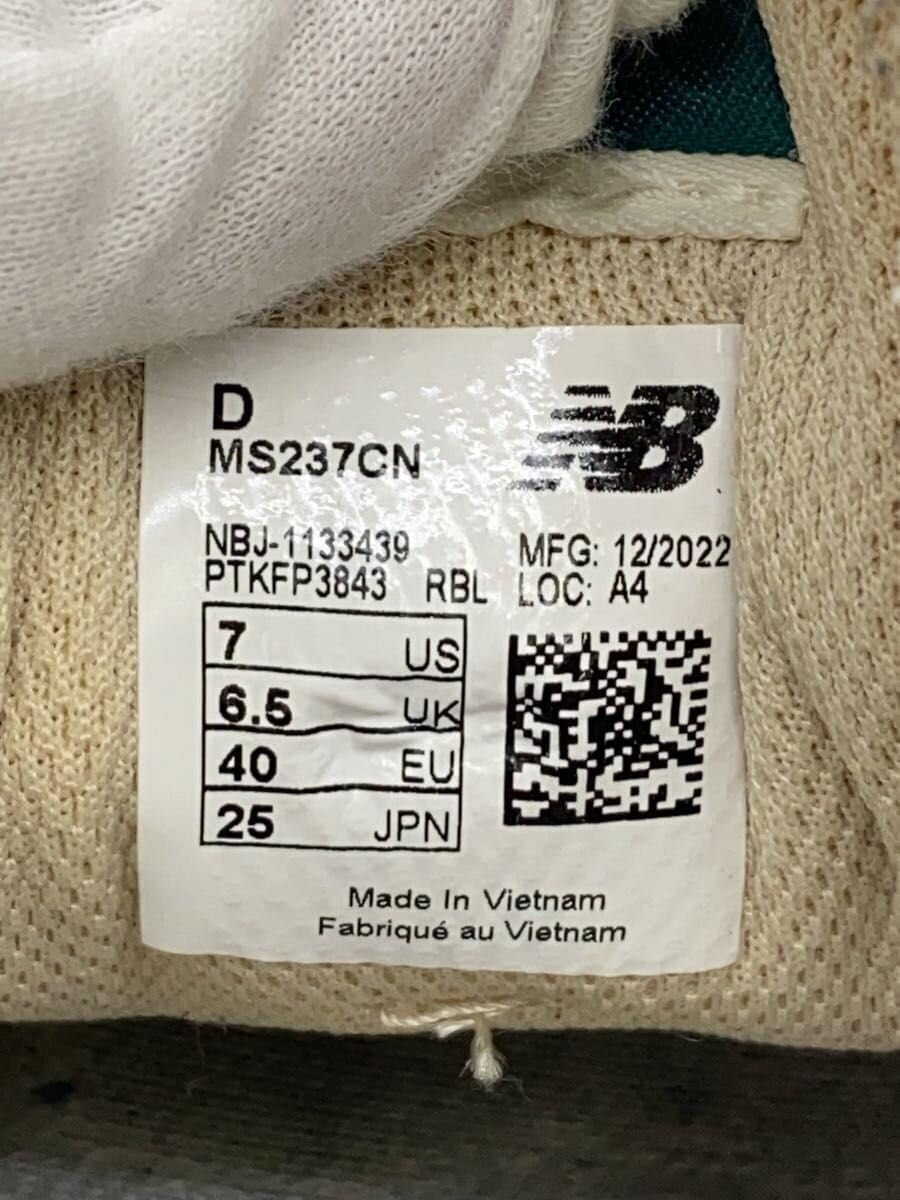 D
NB
MS237CN
NBJ-1133439
MFG: 12/2022
PTKFP3843 RBL
LOC: A4
7 US
6.5 UK
40 EU
25 JPN
Made In Vietnam
Fabriqué au Vietnam